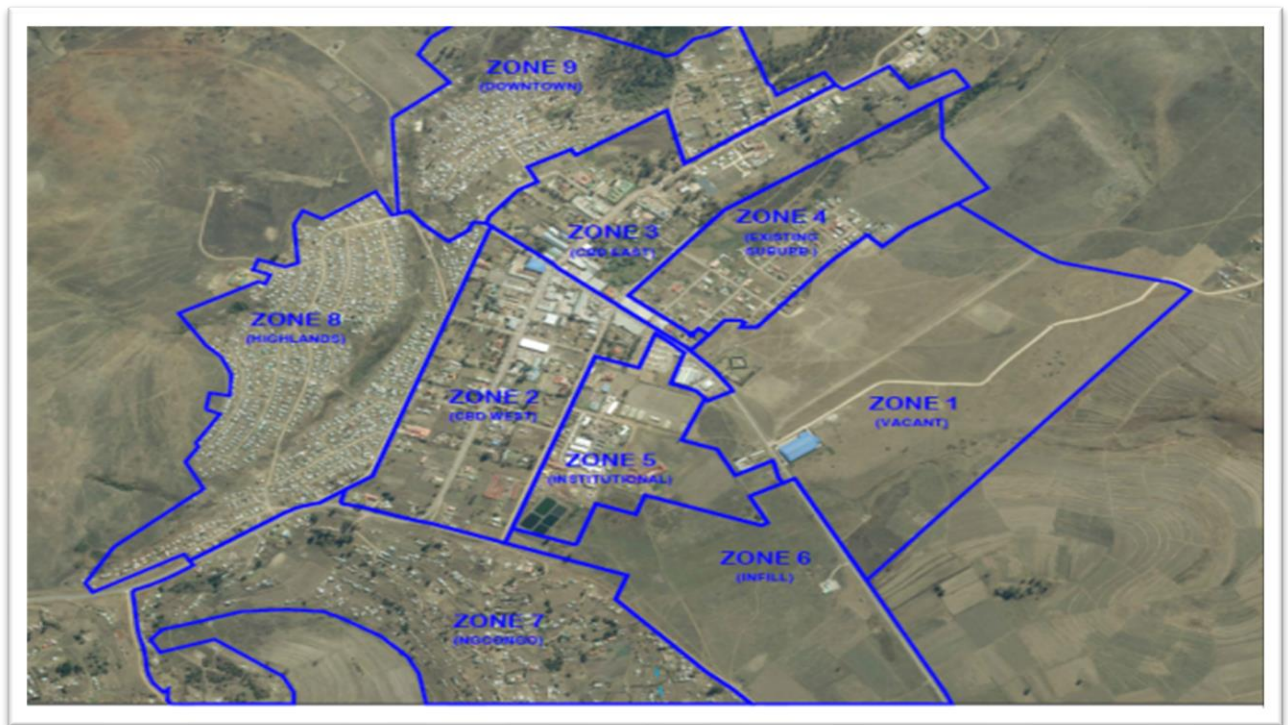 ZONE 9
(DOWNTOWN)
ZONE 3
(CBD EAST)
ZONE 4
(EXISTING
SUBURB)
ZONE 8
(HIGHLANDS)
ZONE 2
(CBD WEST)
ZONE 1
(VACANT)
ZONE 5
(INSTITUTIONAL)
ZONE 6
(INFILL)
ZONE 7